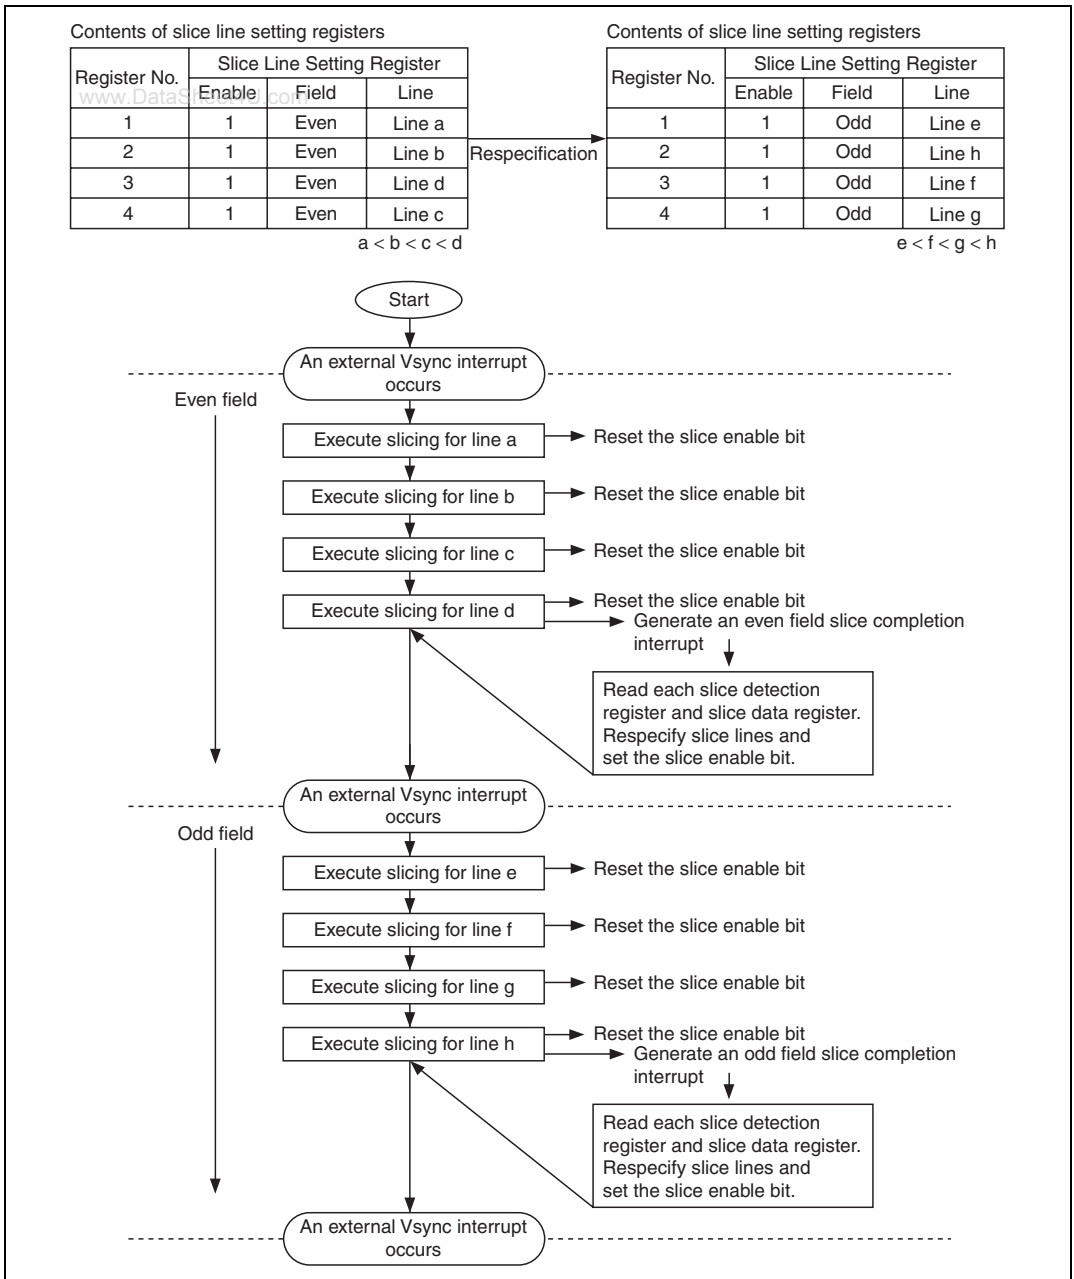 Contents of slice line setting registers
Register No. Slice Line Setting Register
Enable Field Line
1 1 Even Line a
2 1 Even Line b
3 1 Even Line d
4 1 Even Line c
a < b < c < d
www.DataSheet4U.com
Respecification
Contents of slice line setting registers
Register No. Slice Line Setting Register
Enable Field Line
1 1 Odd Line e
2 1 Odd Line h
3 1 Odd Line f
4 1 Odd Line g
e < f < g < h
Start
An external Vsync interrupt
occurs
Even field
Execute slicing for line a
Reset the slice enable bit
Execute slicing for line b
Reset the slice enable bit
Execute slicing for line c
Reset the slice enable bit
Execute slicing for line d
Reset the slice enable bit
Generate an even field slice completion
interrupt
Read each slice detection
register and slice data register.
Respecify slice lines and
set the slice enable bit.
An external Vsync interrupt
occurs
Odd field
Execute slicing for line e
Reset the slice enable bit
Execute slicing for line f
Reset the slice enable bit
Execute slicing for line g
Reset the slice enable bit
Execute slicing for line h
Reset the slice enable bit
Generate an odd field slice completion
interrupt
Read each slice detection
register and slice data register.
Respecify slice lines and
set the slice enable bit.
An external Vsync interrupt
occurs